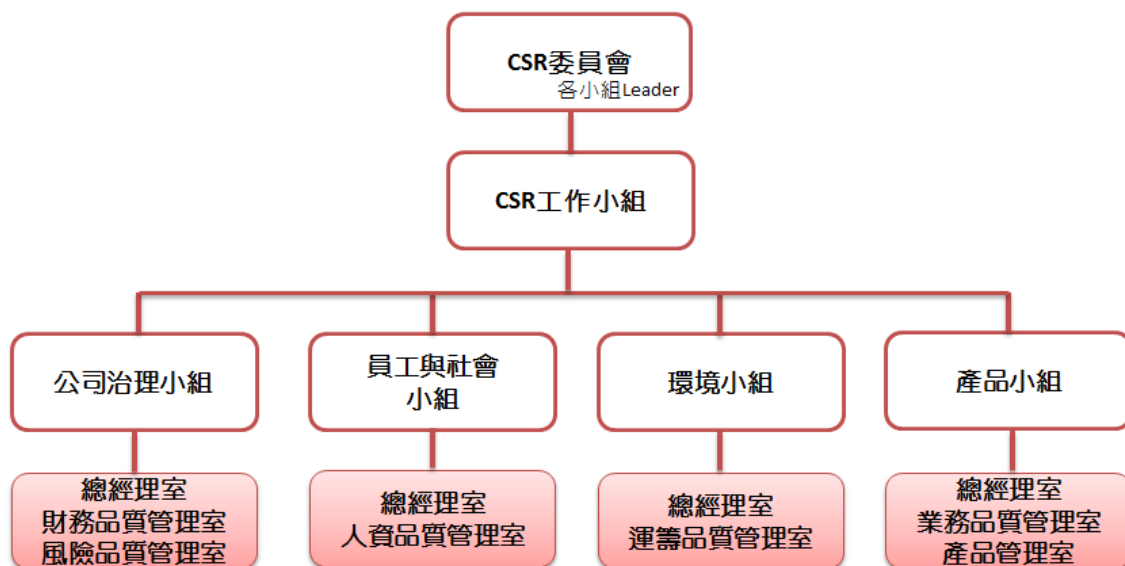 CSR委員會
各小組Leader
CSR工作小組
公司治理小組
員工與社會
小組
環境小組
產品小組
總經理室
財務品質管理室
風險品質管理室
總經理室
人資品質管理室
總經理室
運籌品質管理室
總經理室
業務品質管理室
產品管理室